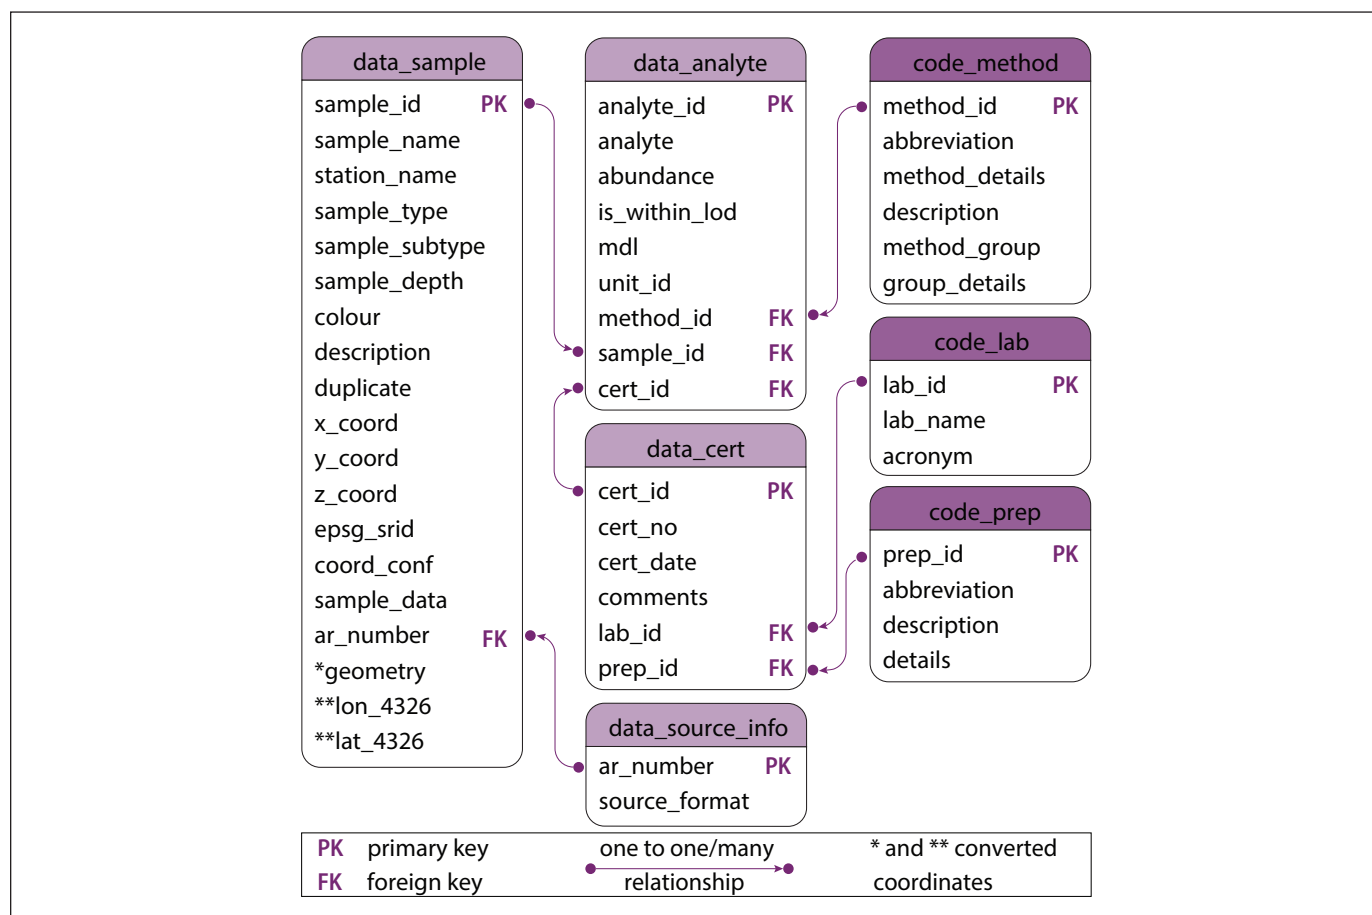 data_sample
sample_id PK
sample_name
station_name
sample_type
sample_subtype
sample_depth
colour
description
duplicate
x_coord
y_coord
z_coord
epsg_srid
coord_conf
sample_data
ar_number FK
*geometry
**lon_4326
**lat_4326
data_analyte
analyte_id PK
analyte
abundance
is_within_lod
mdl
unit_id
method_id FK
sample_id FK
cert_id FK
data_cert
cert_id PK
cert_no
cert_date
comments
lab_id FK
prep_id FK
data_source_info
ar_number PK
source_format
code_method
method_id PK
abbreviation
method_details
description
method_group
group_details
code_lab
lab_id PK
lab_name
acronym
code_prep
prep_id PK
abbreviation
description
details
PK primary key
FK foreign key
one to one/many
relationship
* and ** converted
coordinates